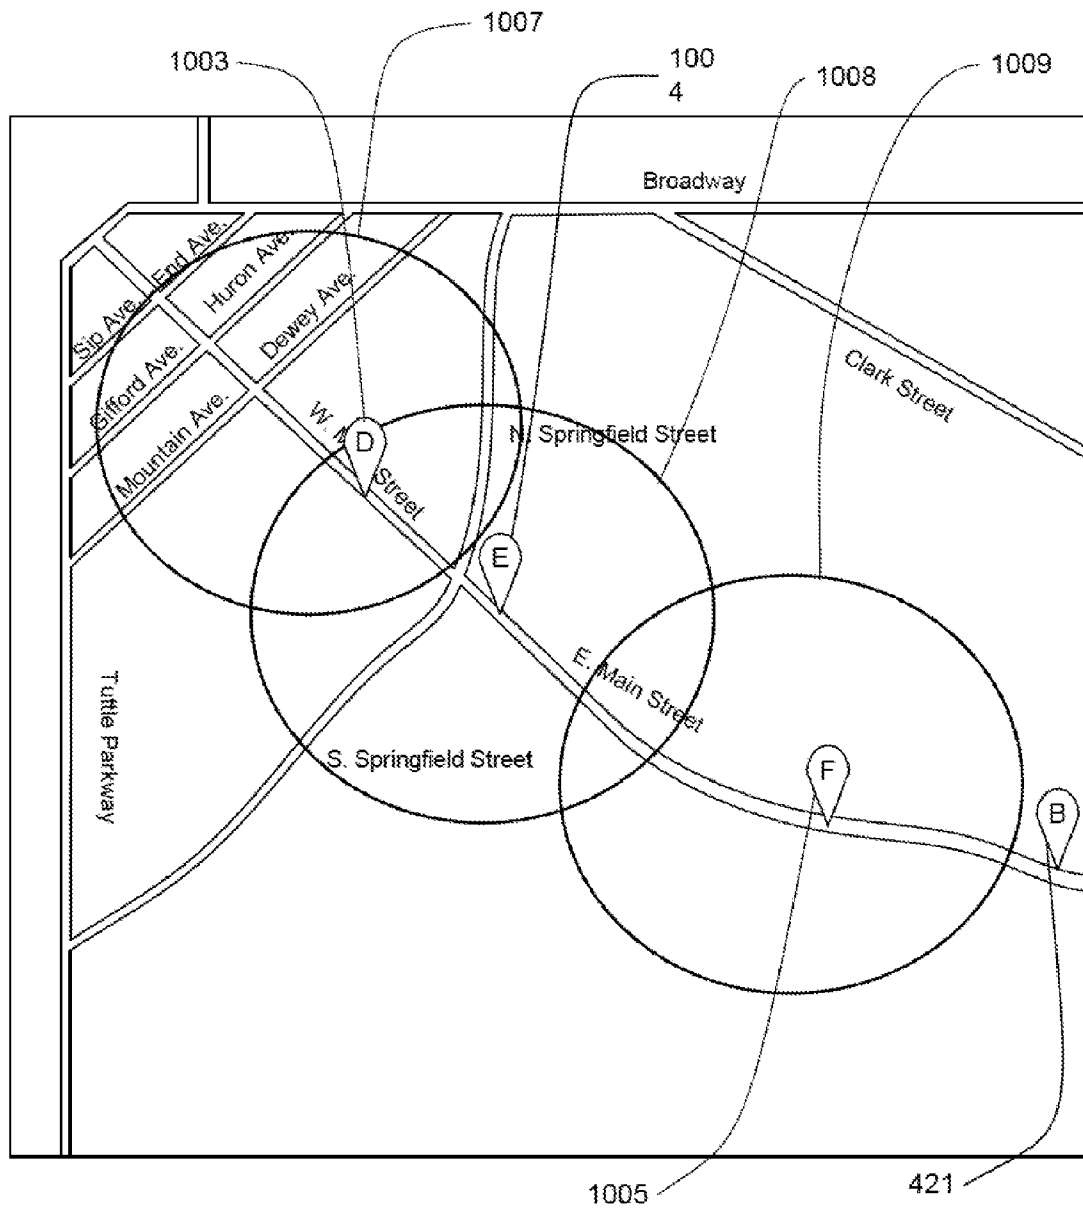 1007
1003
100
4
1008
1009
Broadway
End Ave.
Huron Ave.
Sip Ave.
Dewey Ave.
Gifford Ave.
Mountain Ave.
Clark Street
W. M
Street
D
N. Springfield Street
E
E. Main Street
Tuttle Parkway
S. Springfield Street
F
B
1005
421